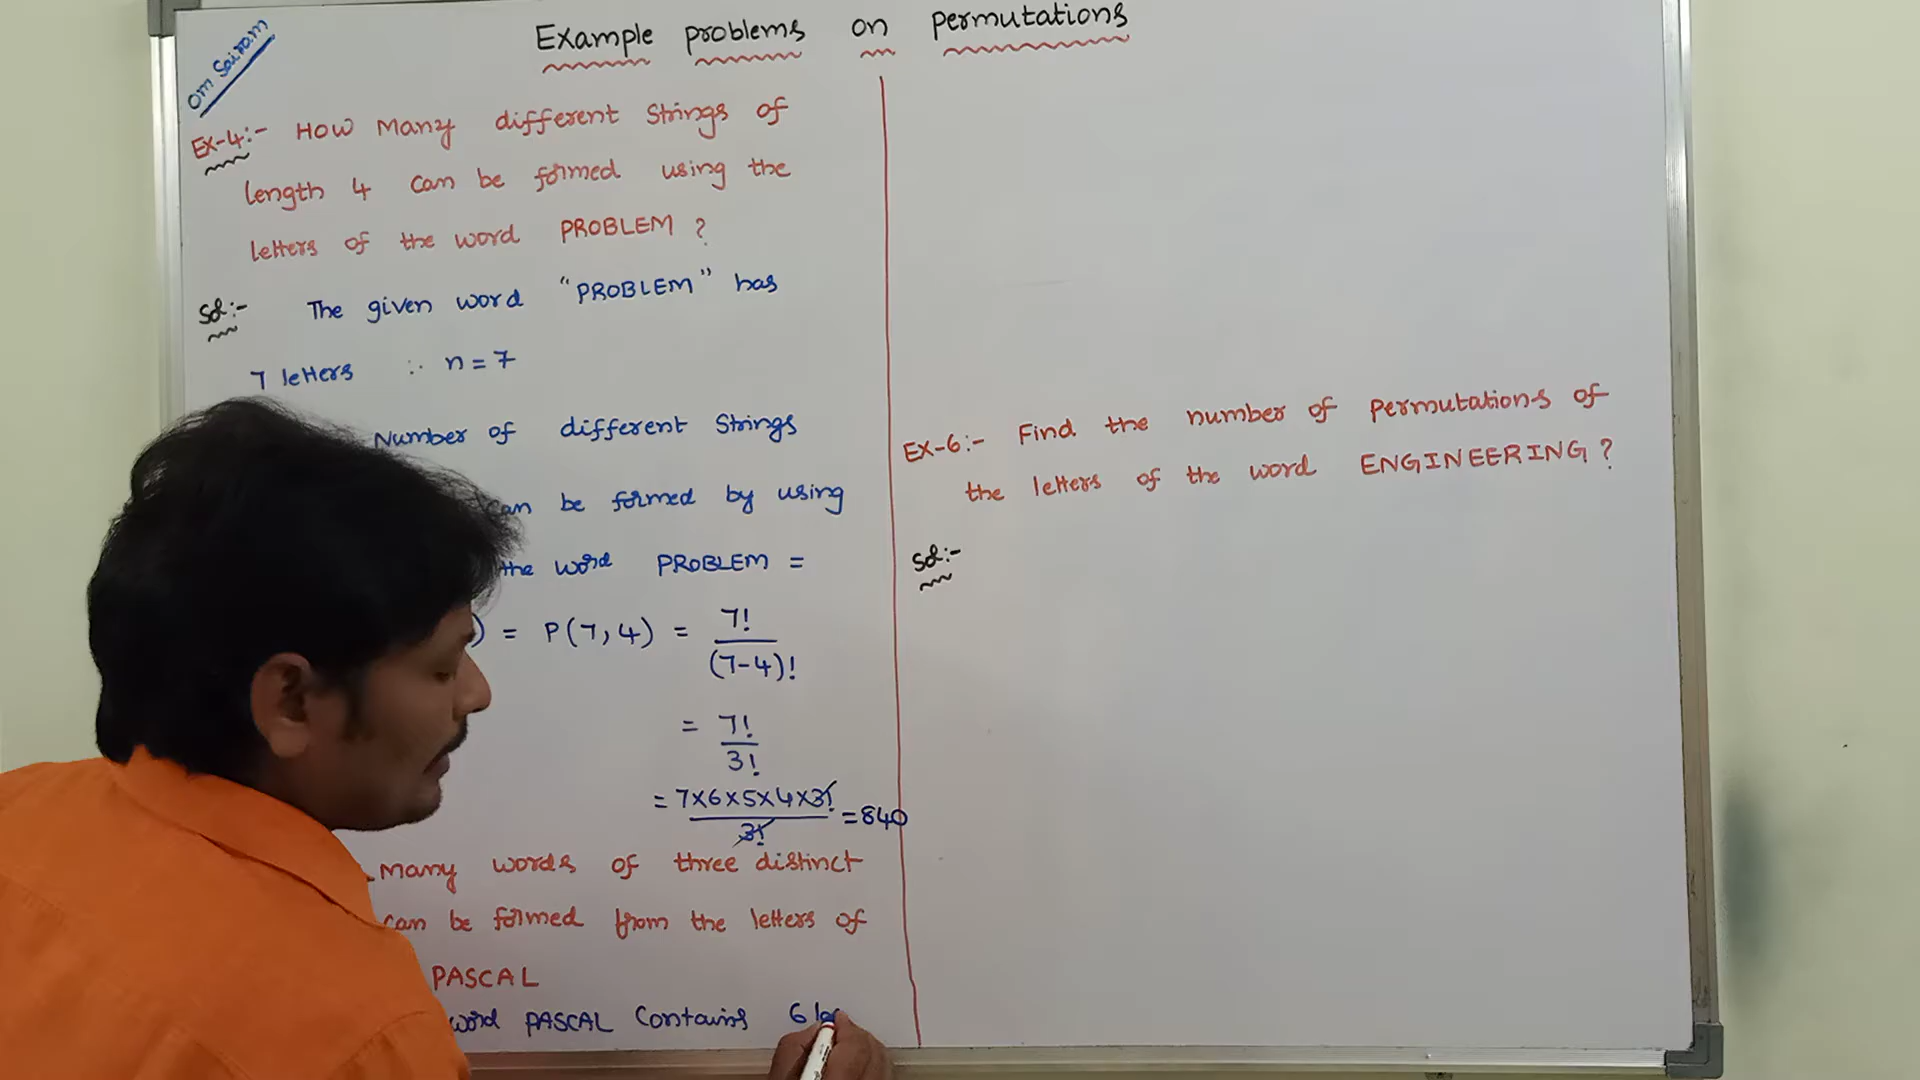 Om Sairam
Example problems on permutations
Ex-4:- How Many different Strings of
length 4 can be formed using the
letters of the word PROBLEM ?
Sol:- The given word "PROBLEM" has
7 letters ∴ n = 7
Number of different Strings
can be formed by using
the word PROBLEM =
) = P(7,4) = 7!/(7-4)!
= 7!/3!
= 7×6×5×4×3!/3! = 840
many words of three distinct
can be formed from the letters of
PASCAL
word PASCAL Contains 6
Ex-6:- Find the number of permutations of
the letters of the word ENGINEERING ?
Sol:-